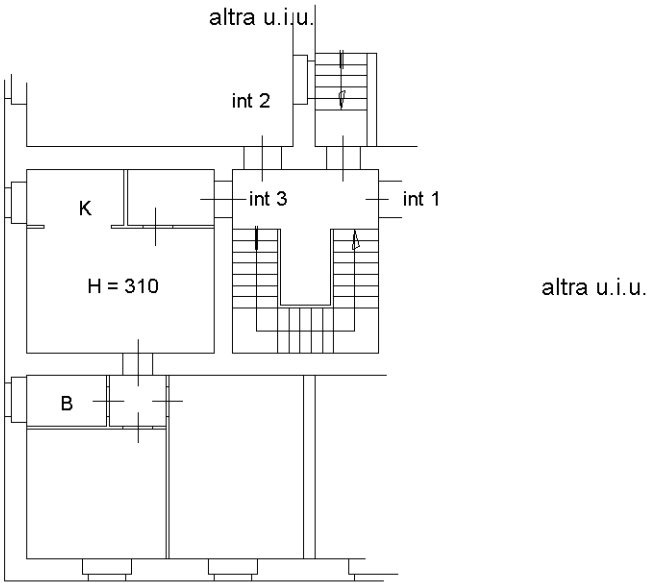 altra u.i.u.
int 2
K
int 3
int 1
H = 310
altra u.i.u.
B